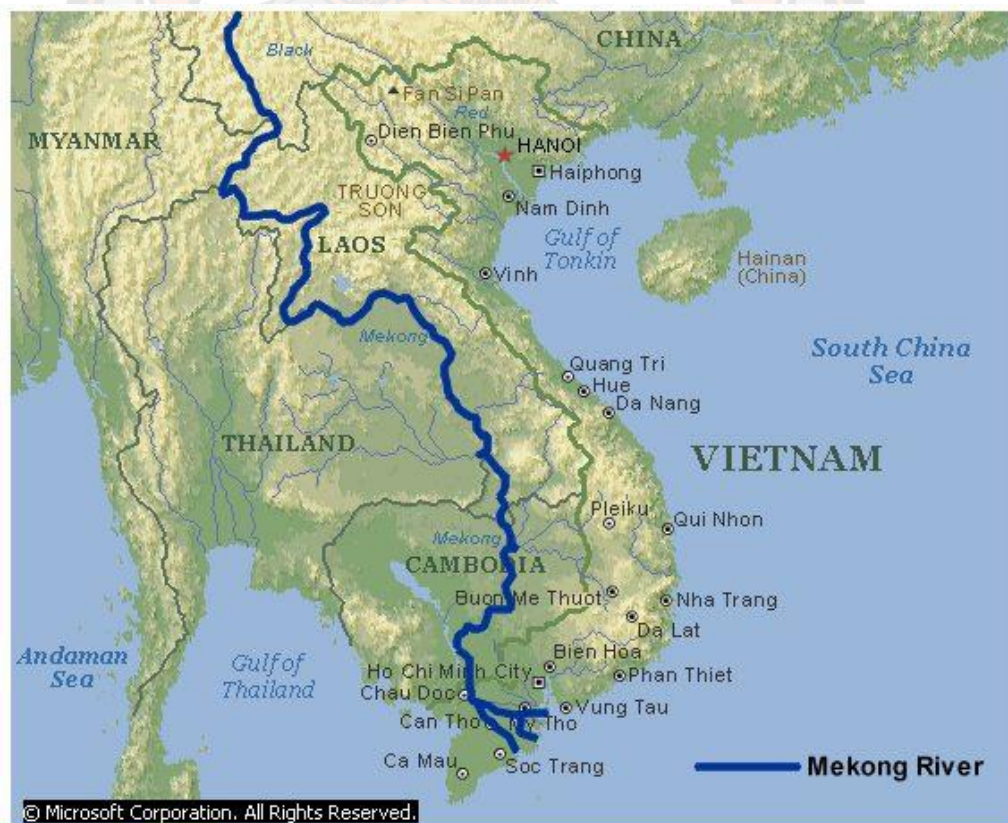 CHINA
Black
Fan Si Pan
Red
MYANMAR
Dien Bien Phu
HANOI
Haiphong
TRUONG
SON
Nam Dinh
LAOS
Gulf of
Tonkin
Hainan
(China)
Vinh
Mekong
South China
Sea
Quang Tri
Hue
Da Nang
THAILAND
VIETNAM
Pleiku
Qui Nhon
Mekong
CAMBODIA
Buon Me Thuot
Nha Trang
Da Lat
Andaman
Sea
Gulf of
Thailand
Bien Hoa
Ho Chi Minh City
Phan Thiet
Chau Doc
Can Tho
My Tho
Vung Tau
Ca Mau
Soc Trang
Mekong River
© Microsoft Corporation. All Rights Reserved.